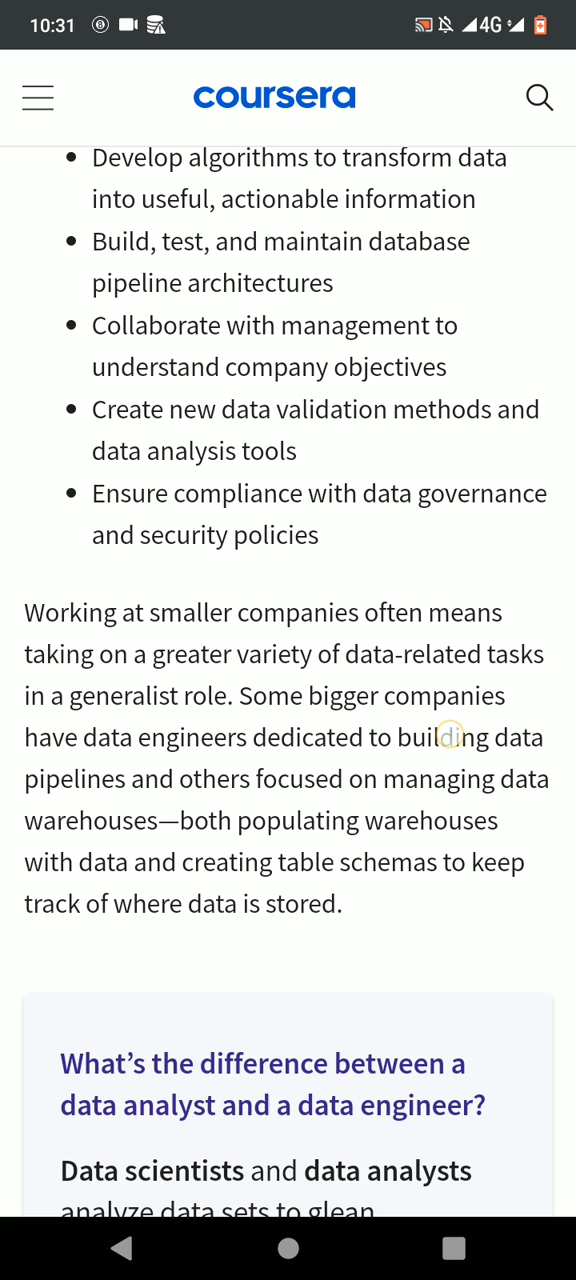 10:31
4G
coursera
Develop algorithms to transform data
into useful, actionable information
Build, test, and maintain database
pipeline architectures
Collaborate with management to
understand company objectives
Create new data validation methods and
data analysis tools
Ensure compliance with data governance
and security policies
Working at smaller companies often means
taking on a greater variety of data-related tasks
in a generalist role. Some bigger companies
have data engineers dedicated to building data
pipelines and others focused on managing data
warehouses—both populating warehouses
with data and creating table schemas to keep
track of where data is stored.
What’s the difference between a
data analyst and a data engineer?
Data scientists and data analysts
analyze data sets to glean